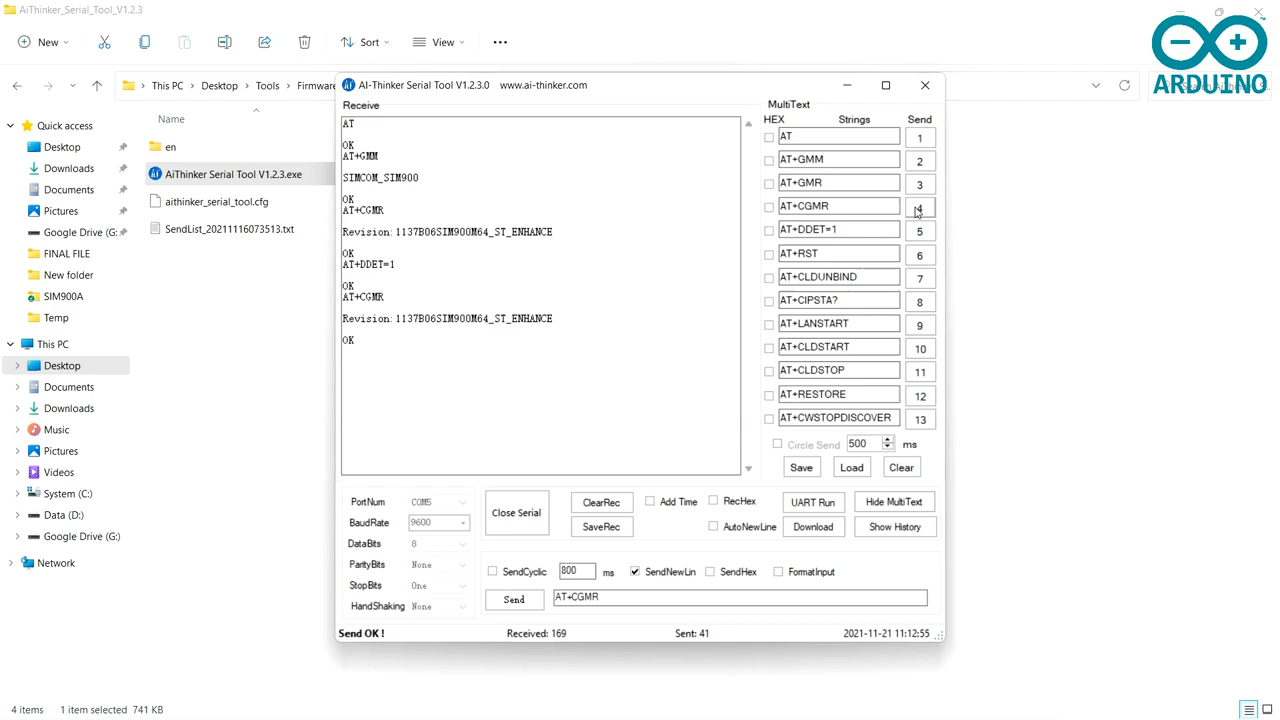 AiThinker_Serial_Tool_V1.2.3
New
Sort
View
ARDUINO
This PC
Desktop
Tools
Firmware
Name
Quick access
Desktop
Downloads
Documents
Pictures
Google Drive (G:
FINAL FILE
New folder
SIM900A
Temp
This PC
Desktop
Documents
Downloads
Music
Pictures
Videos
System (C:)
Data (D:)
Google Drive (G:)
Network
en
AiThinker Serial Tool V1.2.3.exe
aithinker_serial_tool.cfg
SendList_20211116073513.txt
AI-Thinker Serial Tool V1.2.3.0 www.ai-thinker.com
Receive
AT
OK
AT+GMM
SIMCOM_SIM900
OK
AT+CGMR
Revision:1137B06SIM900M64_ST_ENHANCE
OK
AT+DDET=1
OK
AT+CGMR
Revision:1137B06SIM900M64_ST_ENHANCE
OK
MultiText
HEX Strings Send
AT 1
AT+GMM 2
AT+GMR 3
AT+CGMR 4
AT+DDET=1 5
AT+RST 6
AT+CLDUNBIND 7
AT+CIPSTA? 8
AT+LANSTART 9
AT+CLDSTART 10
AT+CLDSTOP 11
AT+RESTORE 12
AT+CWSTOPDISCOVER 13
Circle Send 500 ms
Save Load Clear
PortNum COM5
BaudRate 9600
DataBits 8
ParityBits None
StopBits One
HandShaking None
Close Serial
ClearRec
Add Time
RecHex
UART Run
Hide MultiText
SaveRec
AutoNewLine
Download
Show History
SendCyclic 800 ms
SendNewLin
SendHex
FormatInput
Send
AT+CGMR
Send OK !
Received: 169
Sent: 41
2021-11-21 11:12:55
4 items
1 item selected 741 KB